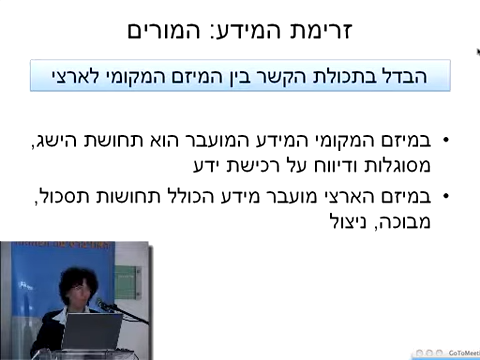 זרימת המידע: המורים
הבדל בתכולת הקשר בין המיזם המקומי לארצי
במיזם המקומי המידע המועבר הוא תחושת הישג,
מסוגלות ודיווח על רכישת ידע
במיזם הארצי מועבר מידע הכולל תחושות תסכול,
מבוכה, ניצול
GoToMeeti